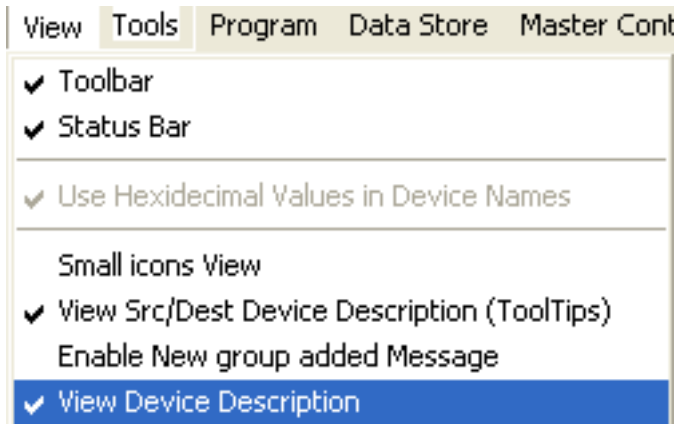 View Tools Program Data Store Master Cont
Toolbar
Status Bar
Use Hexidecimal Values in Device Names
Small icons View
View Src/Dest Device Description (ToolTips)
Enable New group added Message
View Device Description